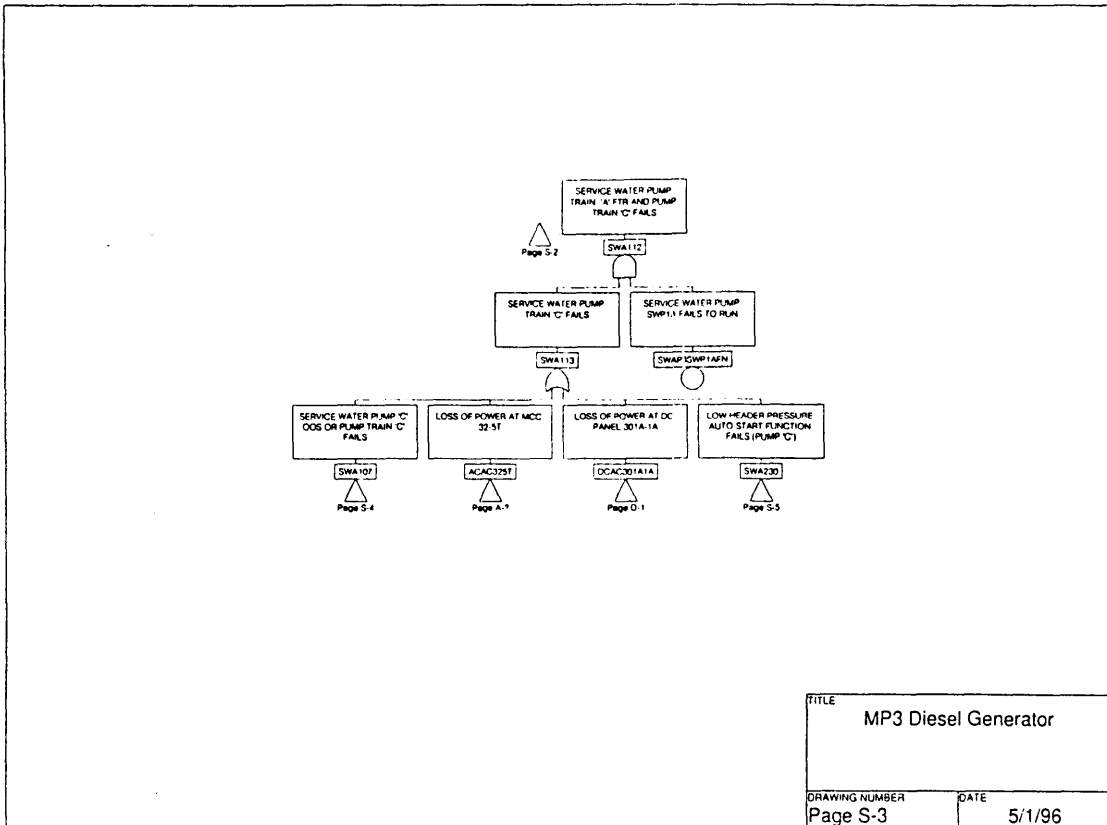 SERVICE WATER PUMP
TRAIN 'A' FTR AND PUMP
TRAIN 'C' FAILS
Page S-2
SWA112
SERVICE WATER PUMP
TRAIN 'C' FAILS
SERVICE WATER PUMP
FAILS TO RUN
SWA113
SERVICE WATER PUMP 'C'
OOS OR PUMP TRAIN 'C'
FAILS
LOSS OF POWER AT MCC
32-5T
LOSS OF POWER AT DC
PANEL 301A-1A
LOW HEADER PRESSURE
AUTO START FUNCTION
FAILS (PUMP 'C')
SWA107
ACAC325T
DCAC301A1A
SWA230
Page S-4
Page
Page D-1
Page S-5
TITLE
MP3 Diesel Generator
DRAWING NUMBER
Page S-3
DATE
5/1/96